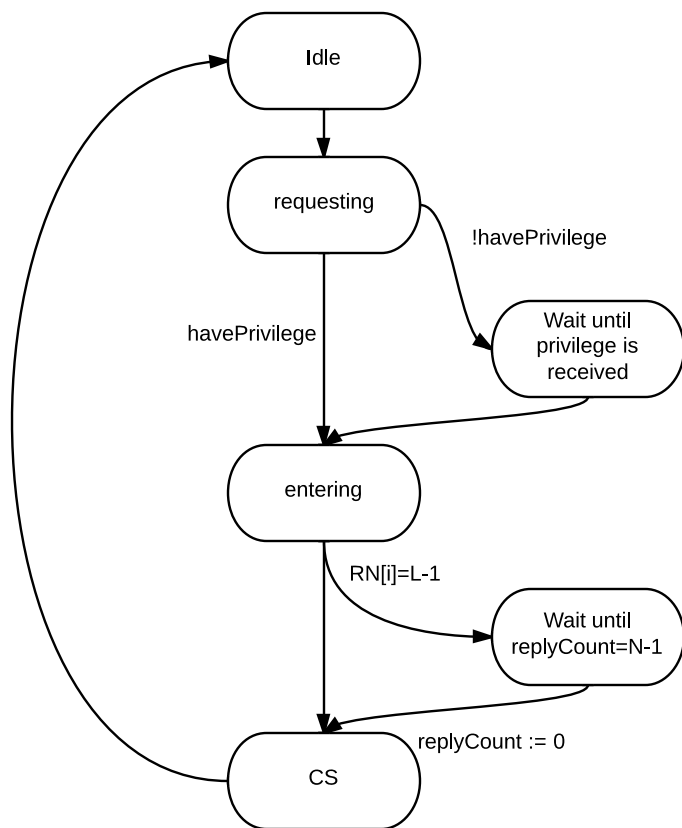 Idle
requesting
!havePrivilege
havePrivilege
Wait until
privilege is
received
entering
RN[i]=L-1
Wait until
replyCount=N-1
replyCount := 0
CS